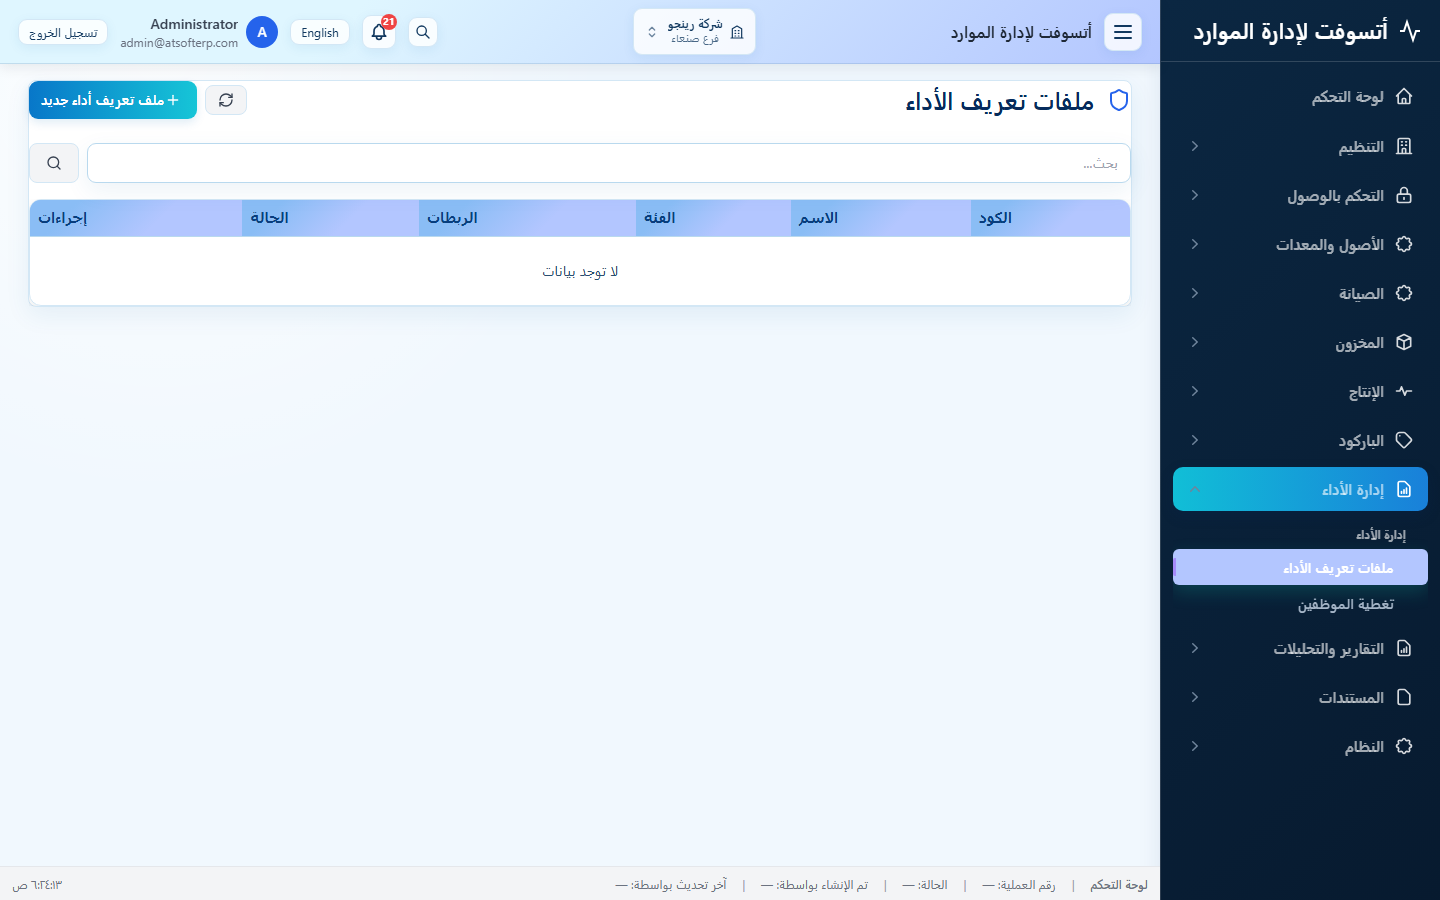 أتسوفت لإدارة الموارد
لوحة التحكم
التنظيم
التحكم بالوصول
الأصول والمعدات
الصيانة
المخزون
الإنتاج
الباركود
إدارة الأداء
إدارة الأداء
ملفات تعريف الأداء
تغطية الموظفين
التقارير والتحليلات
المستندات
النظام
أتسوفت لإدارة الموارد
شركة رينجو
فرع صنعاء
21
English
A
Administrator
admin@atsofterp.com
تسجيل الخروج
ملفات تعريف الأداء
ملف تعريف أداء جديد
بحث...
الكود الاسم الفئة الربطات الحالة إجراءات
لا توجد بيانات
لوحة التحكم | رقم العملية: — | الحالة: — | تم الإنشاء بواسطة: — | آخر تحديث بواسطة: —
٦:٢٤:١٣ ص